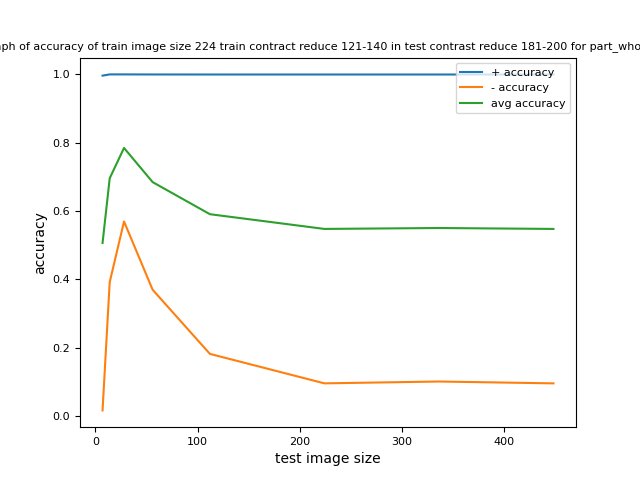 of accuracy of train image size 224 train contract reduce 121-140 in test contrast reduce 181-200 for
+ accuracy
- accuracy
avg accuracy
1.0
0.8
0.6
0.4
0.2
0.0
accuracy
0 100 200 300 400
test image size